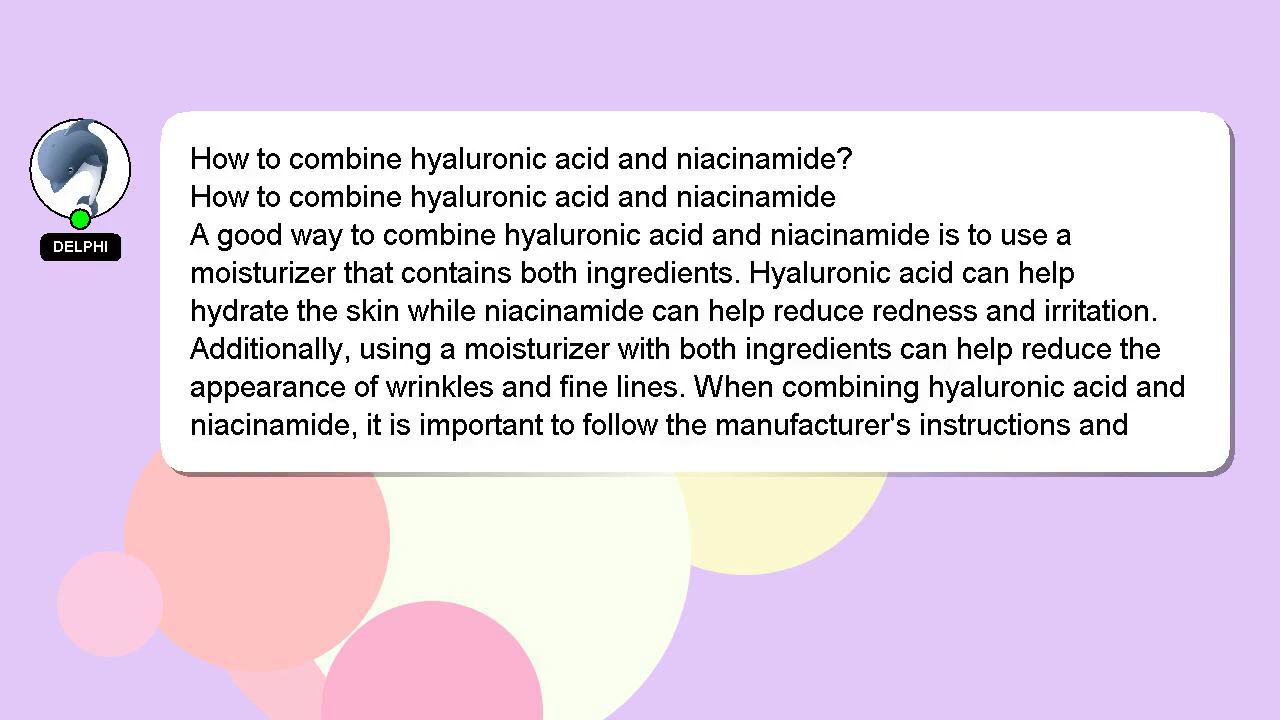 How to combine hyaluronic acid and niacinamide?
How to combine hyaluronic acid and niacinamide
A good way to combine hyaluronic acid and niacinamide is to use a
moisturizer that contains both ingredients. Hyaluronic acid can help
hydrate the skin while niacinamide can help reduce redness and irritation.
Additionally, using a moisturizer with both ingredients can help reduce the
appearance of wrinkles and fine lines. When combining hyaluronic acid and
niacinamide, it is important to follow the manufacturer's instructions and
DELPHI